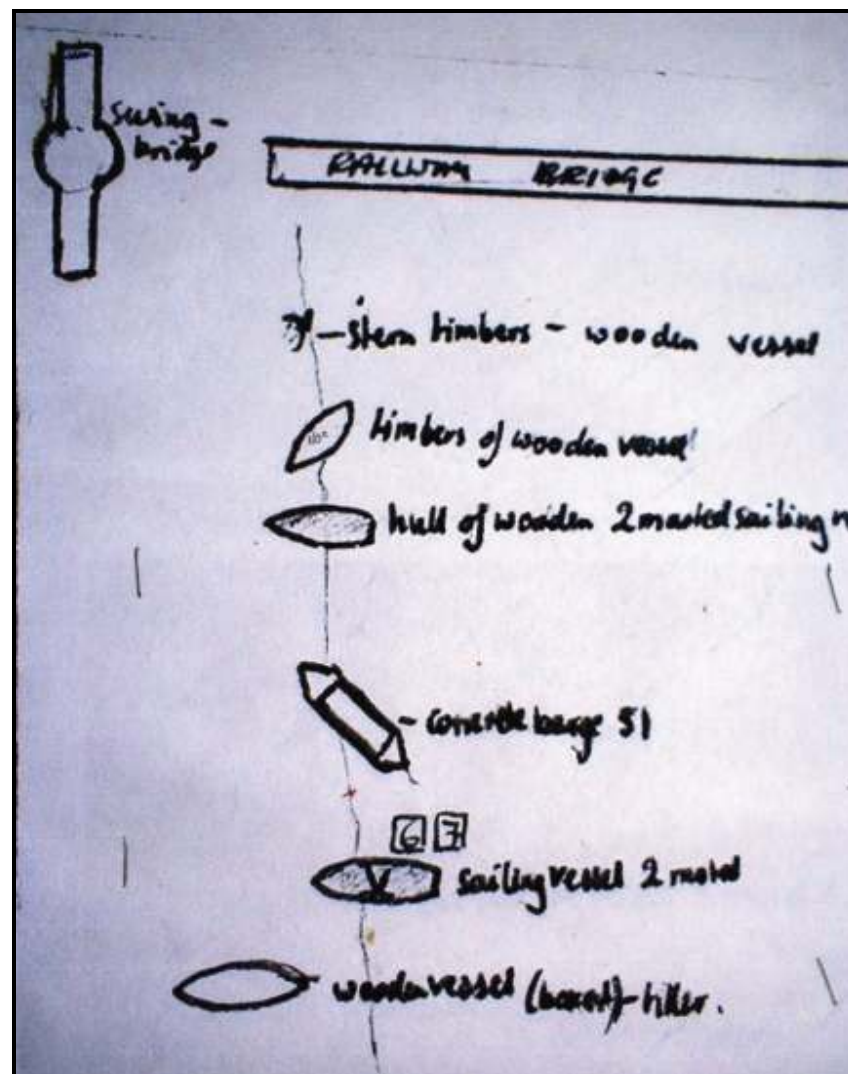 swing-
bridge
RAILWAY BRIDGE
- stern timbers - wooden vessel
timbers of wooden vessel
hull of wooden 2 masted sailing
- concrete barge 51
6 7
sailing vessel 2 masted
wooden vessel - tiller.